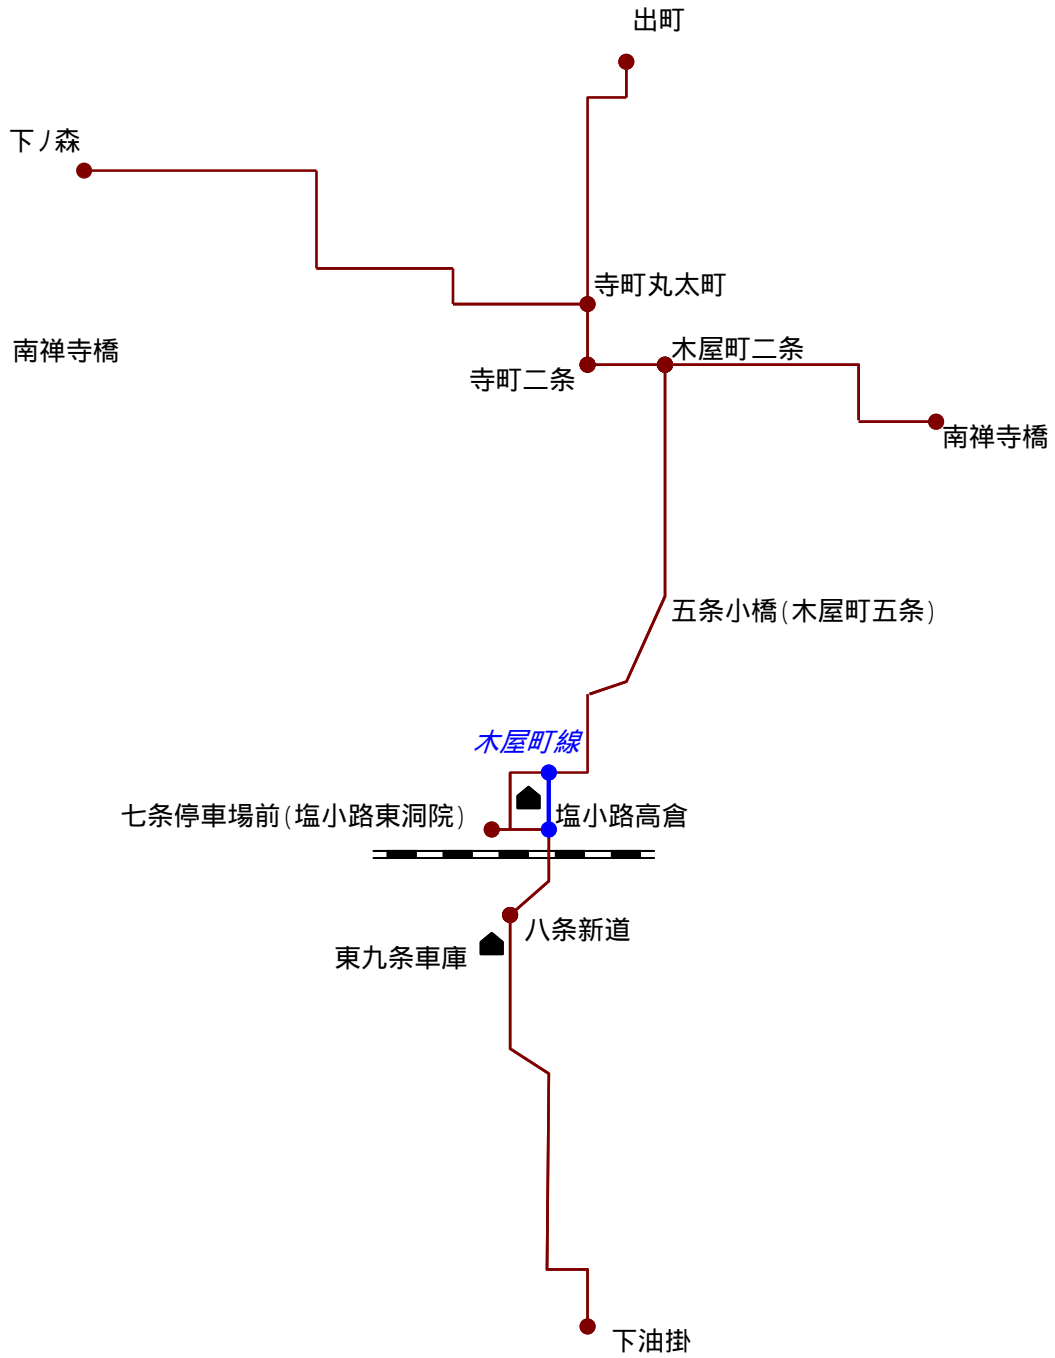 出町
下ノ森
寺町丸太町
南禅寺橋
木屋町二条
寺町二条
南禅寺橋
五条小橋(木屋町五条)
木屋町線
七条停車場前(塩小路東洞院)
塩小路高倉
八条新道
東九条車庫
下油掛